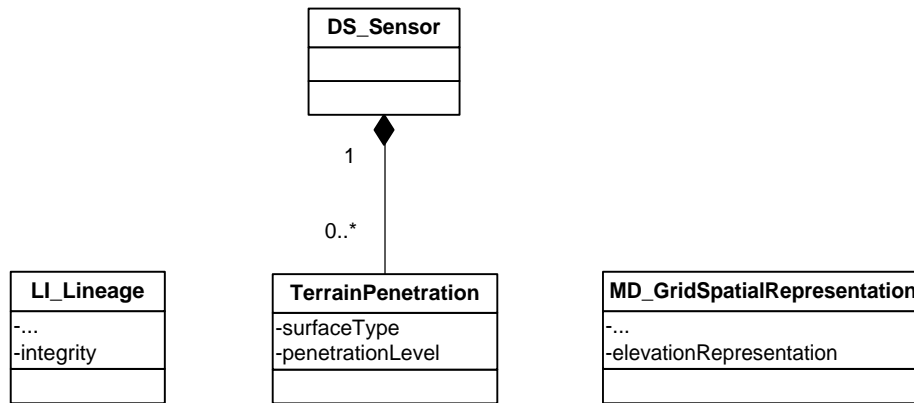 DS_Sensor
1
0..*
LI_Lineage
-...
-integrity
TerrainPenetration
-surfaceType
-penetrationLevel
MD_GridSpatialRepresentation
-...
-elevationRepresentation